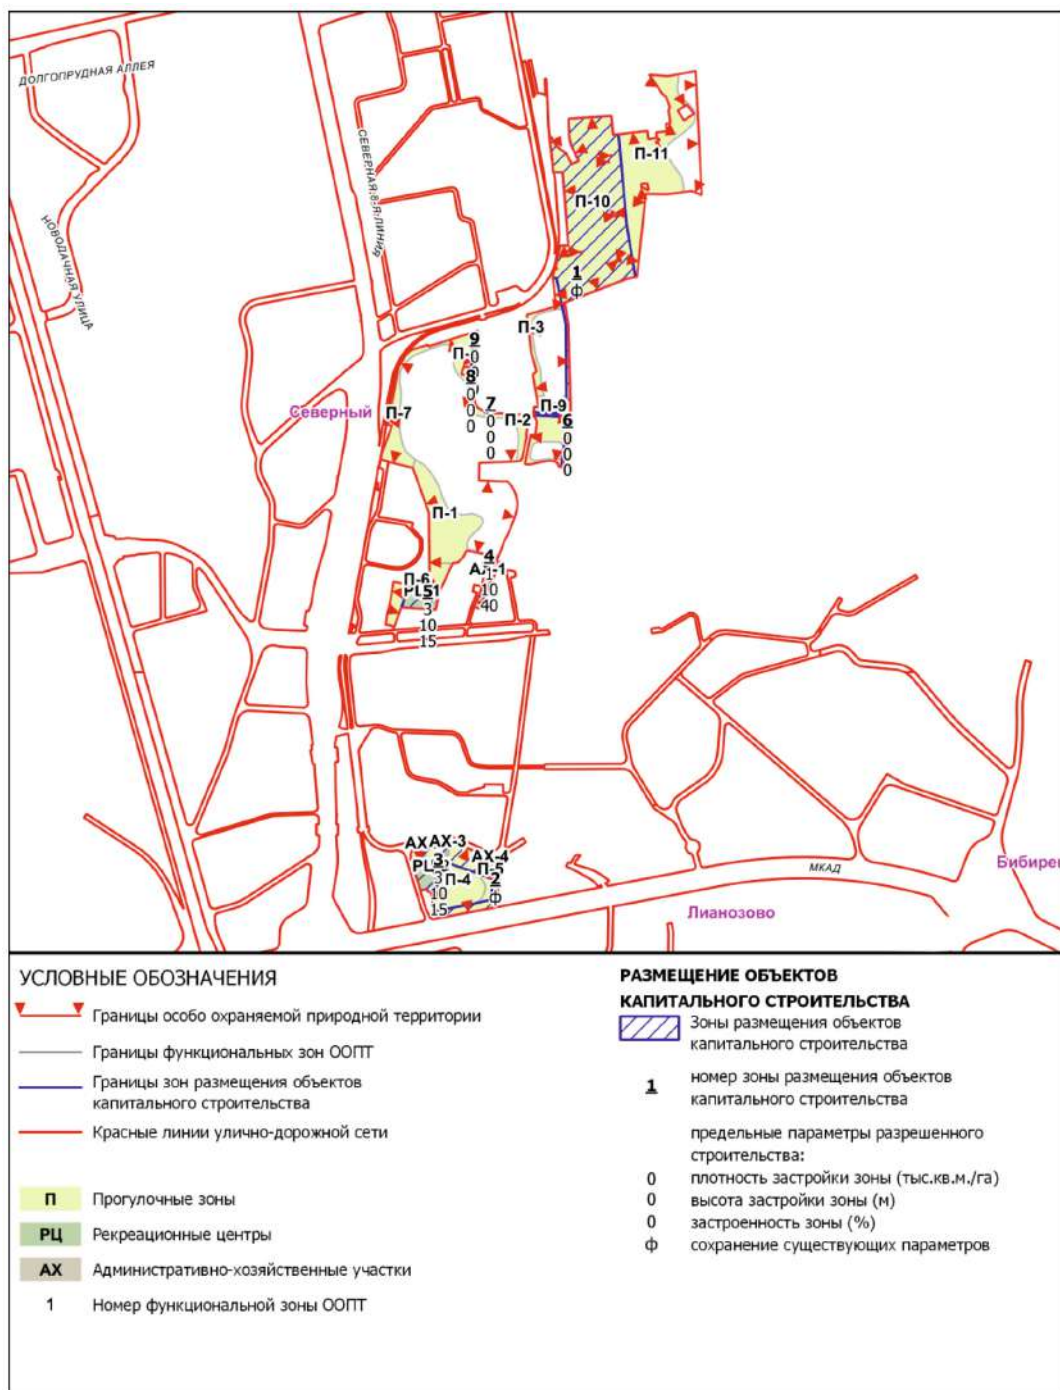 ДОЛГОПРУДНАЯ АЛЛЕЯ
СЕВЕРНАЯ 8-Я ЛИНИЯ
НОВОДАЧНАЯ УЛИЦА
П-11
П-10
1
ф
П-3
9
0
8
0
0
0
7
0
0
0
П-9
6
0
0
0
П-2
Северный
П-7
П-1
4
1
10
40
П-6
5
3
10
15
АХ-3
АХ
АХ-4
3
3
10
15
П-5
П-4
2
ф
МКАД
Бибирев
Лианозово
УСЛОВНЫЕ ОБОЗНАЧЕНИЯ
Границы особо охраняемой природной территории
Границы функциональных зон ООПТ
Границы зон размещения объектов
капитального строительства
Красные линии улично-дорожной сети
П Прогулочные зоны
РЦ Рекреационные центры
АХ Административно-хозяйственные участки
1 Номер функциональной зоны ООПТ
РАЗМЕЩЕНИЕ ОБЪЕКТОВ
КАПИТАЛЬНОГО СТРОИТЕЛЬСТВА
Зоны размещения объектов
капитального строительства
1 номер зоны размещения объектов
капитального строительства
предельные параметры разрешенного
строительства:
0 плотность застройки зоны (тыс.кв.м./га)
0 высота застройки зоны (м)
0 застроенность зоны (%)
ф сохранение существующих параметров